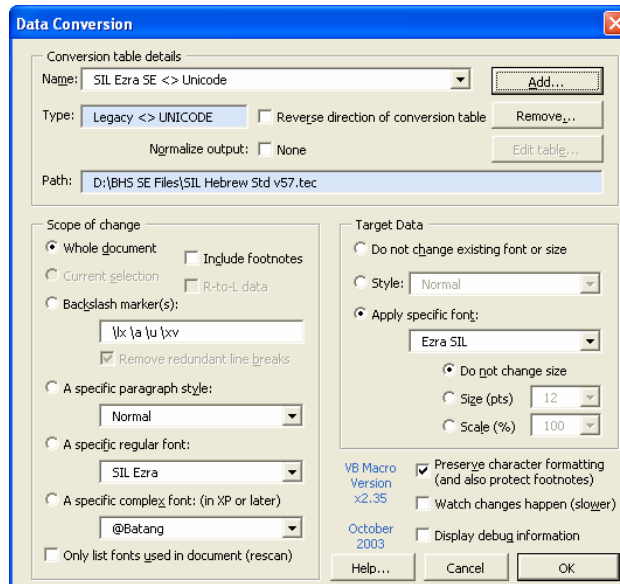 Data Conversion
Conversion table details
Name: SIL Ezra SE <> Unicode
Add...
Type: Legacy <> UNICODE
Reverse direction of conversion table
Remove...
Normalize output: None
Edit table...
Path: D:\BHS SE Files\SIL Hebrew Std v57.tec
Scope of change
Whole document
Include footnotes
Current selection
R-to-L data
Backslash marker(s):
\lx \a \u \xv
Remove redundant line breaks
A specific paragraph style:
Normal
A specific regular font:
SIL Ezra
A specific complex font: (in XP or later)
@Batang
Only list fonts used in document (rescan)
Target Data
Do not change existing font or size
Style: Normal
Apply specific font:
Ezra SIL
Do not change size
Size (pts) 12
Scale (%) 100
VB Macro
Version
x2.35
October
2003
Preserve character formatting
(and also protect footnotes)
Watch changes happen (slower)
Display debug information
Help...
Cancel
OK